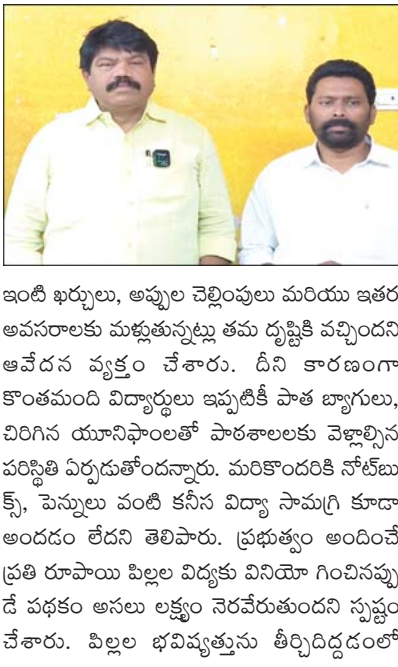 ఇంటి ఖర్చులు, అప్పుల చెల్లింపులు మరియు ఇతర
అవసరాలకు మళ్లుతున్నట్లు తమ దృష్టికి వచ్చిందని
ఆవేదన వ్యక్తం చేశారు. దీని కారణంగా
కొంతమంది విద్యార్థులు ఇప్పటికీ పాత బ్యాగులు,
చిరిగిన యూనిఫాంలతో పాఠశాలలకు వెళ్లాల్సిన
పరిస్థితి ఏర్పడుతోందన్నారు. మరికొందరికి నోట్‌బు
క్స్, పెన్నులు వంటి కనీస విద్యా సామగ్రి కూడా
అందడం లేదని తెలిపారు. ప్రభుత్వం అందించే
ప్రతి రూపాయి పిల్లల విద్యకు వినియో గించినప్పు
డే పథకం అసలు లక్ష్యం నెరవేరుతుందని స్పష్టం
చేశారు. పిల్లల భవిష్యత్తును తీర్చిదిద్దడంలో